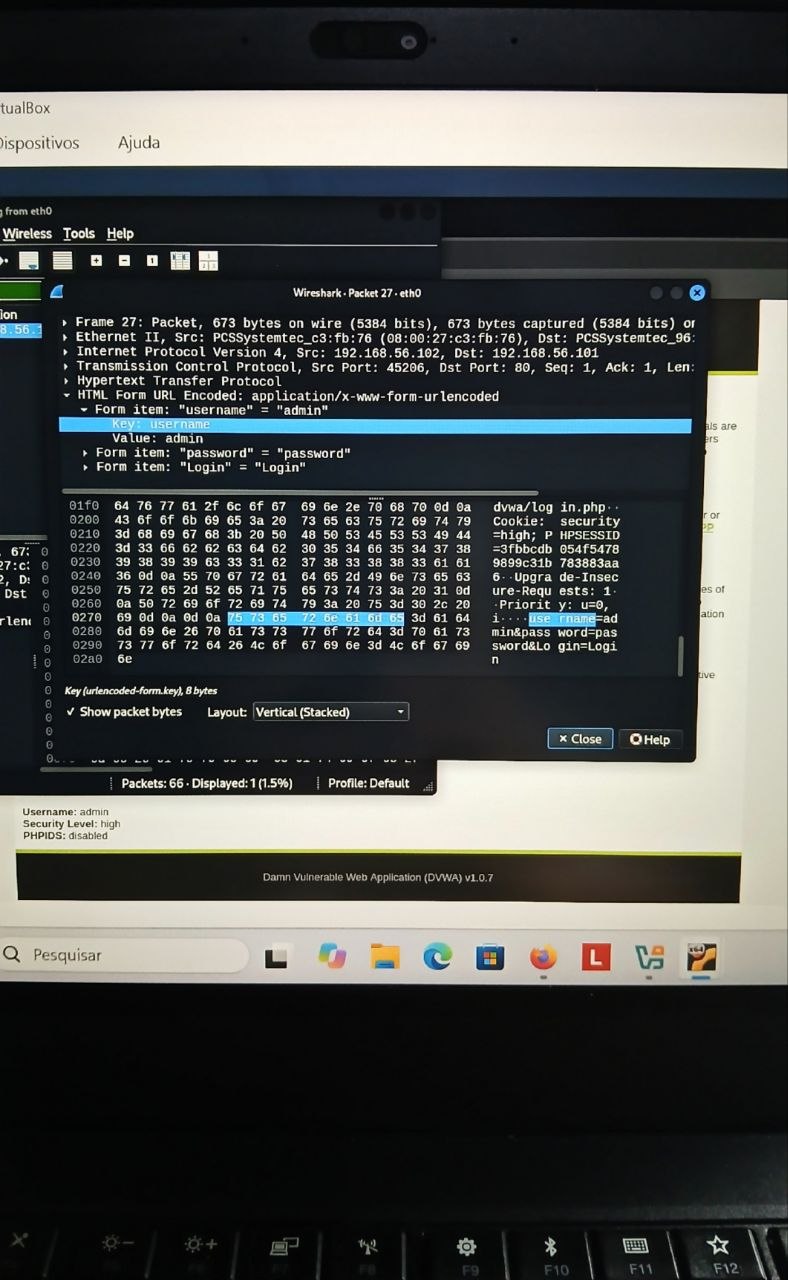 tualBox
Dispositivos Ajuda
from eth0
Wireless Tools Help
ion
8.56.1
Wireshark · Packet 27 · eth0
Frame 27: Packet, 673 bytes on wire (5384 bits), 673 bytes captured (5384 bits) or
Ethernet II, Src: PCSSystemtec_c3:fb:76 (08:00:27:c3:fb:76), Dst: PCSSystemtec_96:
Internet Protocol Version 4, Src: 192.168.56.102, Dst: 192.168.56.101
Transmission Control Protocol, Src Port: 45206, Dst Port: 80, Seq: 1, Ack: 1, Len:
Hypertext Transfer Protocol
HTML Form URL Encoded: application/x-www-form-urlencoded
Form item: "username" = "admin"
Key: username
Value: admin
Form item: "password" = "password"
Form item: "Login" = "Login"
als are
ers
01f0 64 76 77 61 2f 6c 6f 67 69 6e 2e 70 68 70 0d 0a dvwa/log in.php··
0200 43 6f 6f 6b 69 65 3a 20 73 65 63 75 72 69 74 79 Cookie: security
0210 3d 68 69 67 68 3b 20 50 48 50 53 45 53 53 49 44 =high; P HPSESSID
0220 3d 33 66 62 62 63 64 62 30 35 34 66 35 34 37 38 =3fbbcdb 054f5478
0230 39 38 39 39 63 33 31 62 37 38 33 38 38 33 61 61 9899c31b 783883aa
0240 36 0d 0a 55 70 67 72 61 64 65 2d 49 6e 73 65 63 6··Upgra de-Insec
0250 75 72 65 2d 52 65 71 75 65 73 74 73 3a 20 31 0d ure-Requ ests: 1·
0260 0a 50 72 69 6f 72 69 74 79 3a 20 75 3d 30 2c 20 ·Priorit y: u=0,
0270 69 0d 0a 0d 0a 75 73 65 72 6e 61 6d 65 3d 61 64 i····use rname=ad
0280 6d 69 6e 26 70 61 73 73 77 6f 72 64 3d 70 61 73 min&pass word=pas
0290 73 77 6f 72 64 26 4c 6f 67 69 6e 3d 4c 6f 67 69 sword&Lo gin=Logi
02a0 6e n
r or
es of
ation
tive
27:c
Dst
rlen
Key (urlencoded-form.key), 8 bytes
✓ Show packet bytes Layout: Vertical (Stacked)
Close Help
Packets: 66 · Displayed: 1 (1.5%) Profile: Default
Username: admin
Security Level: high
PHPIDS: disabled
Damn Vulnerable Web Application (DVWA) v1.0.7
Pesquisar
L
x64
F8 F9 F10 F11 F12